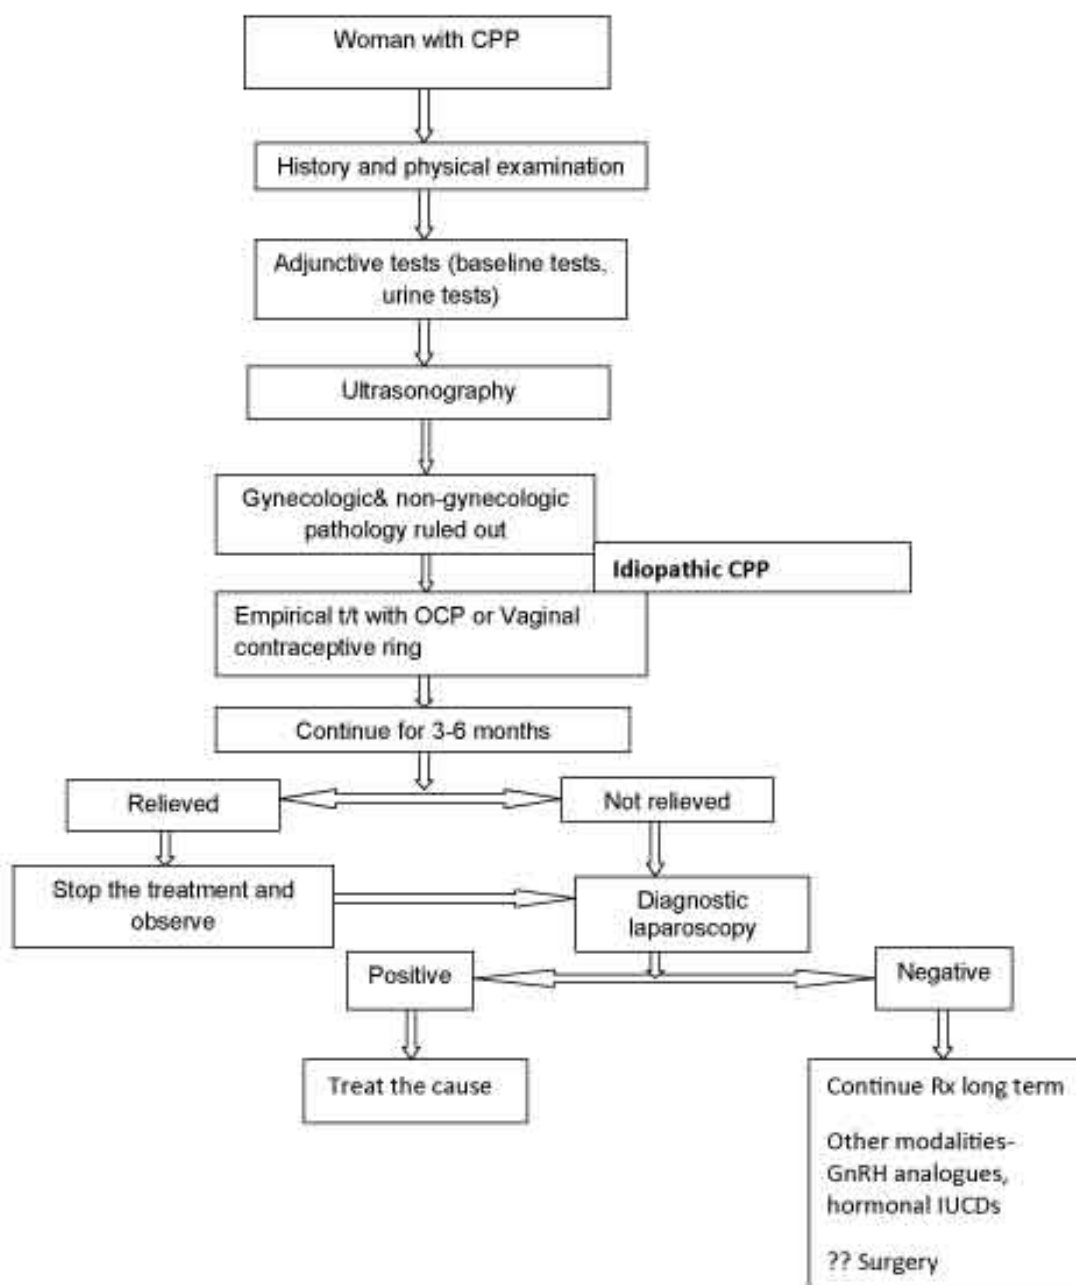 Woman with CPP
History and physical examination
Adjunctive tests (baseline tests,
urine tests)
Ultrasonography
Gynecologic& non-gynecologic
pathology ruled out
Idiopathic CPP
Empirical t/t with OCP or Vaginal
contraceptive ring
Continue for 3-6 months
Relieved
Not relieved
Stop the treatment and
observe
Diagnostic
laparoscopy
Positive
Negative
Treat the cause
Continue Rx long term
Other modalities-
GnRH analogues,
hormonal IUCDs
?? Surgery